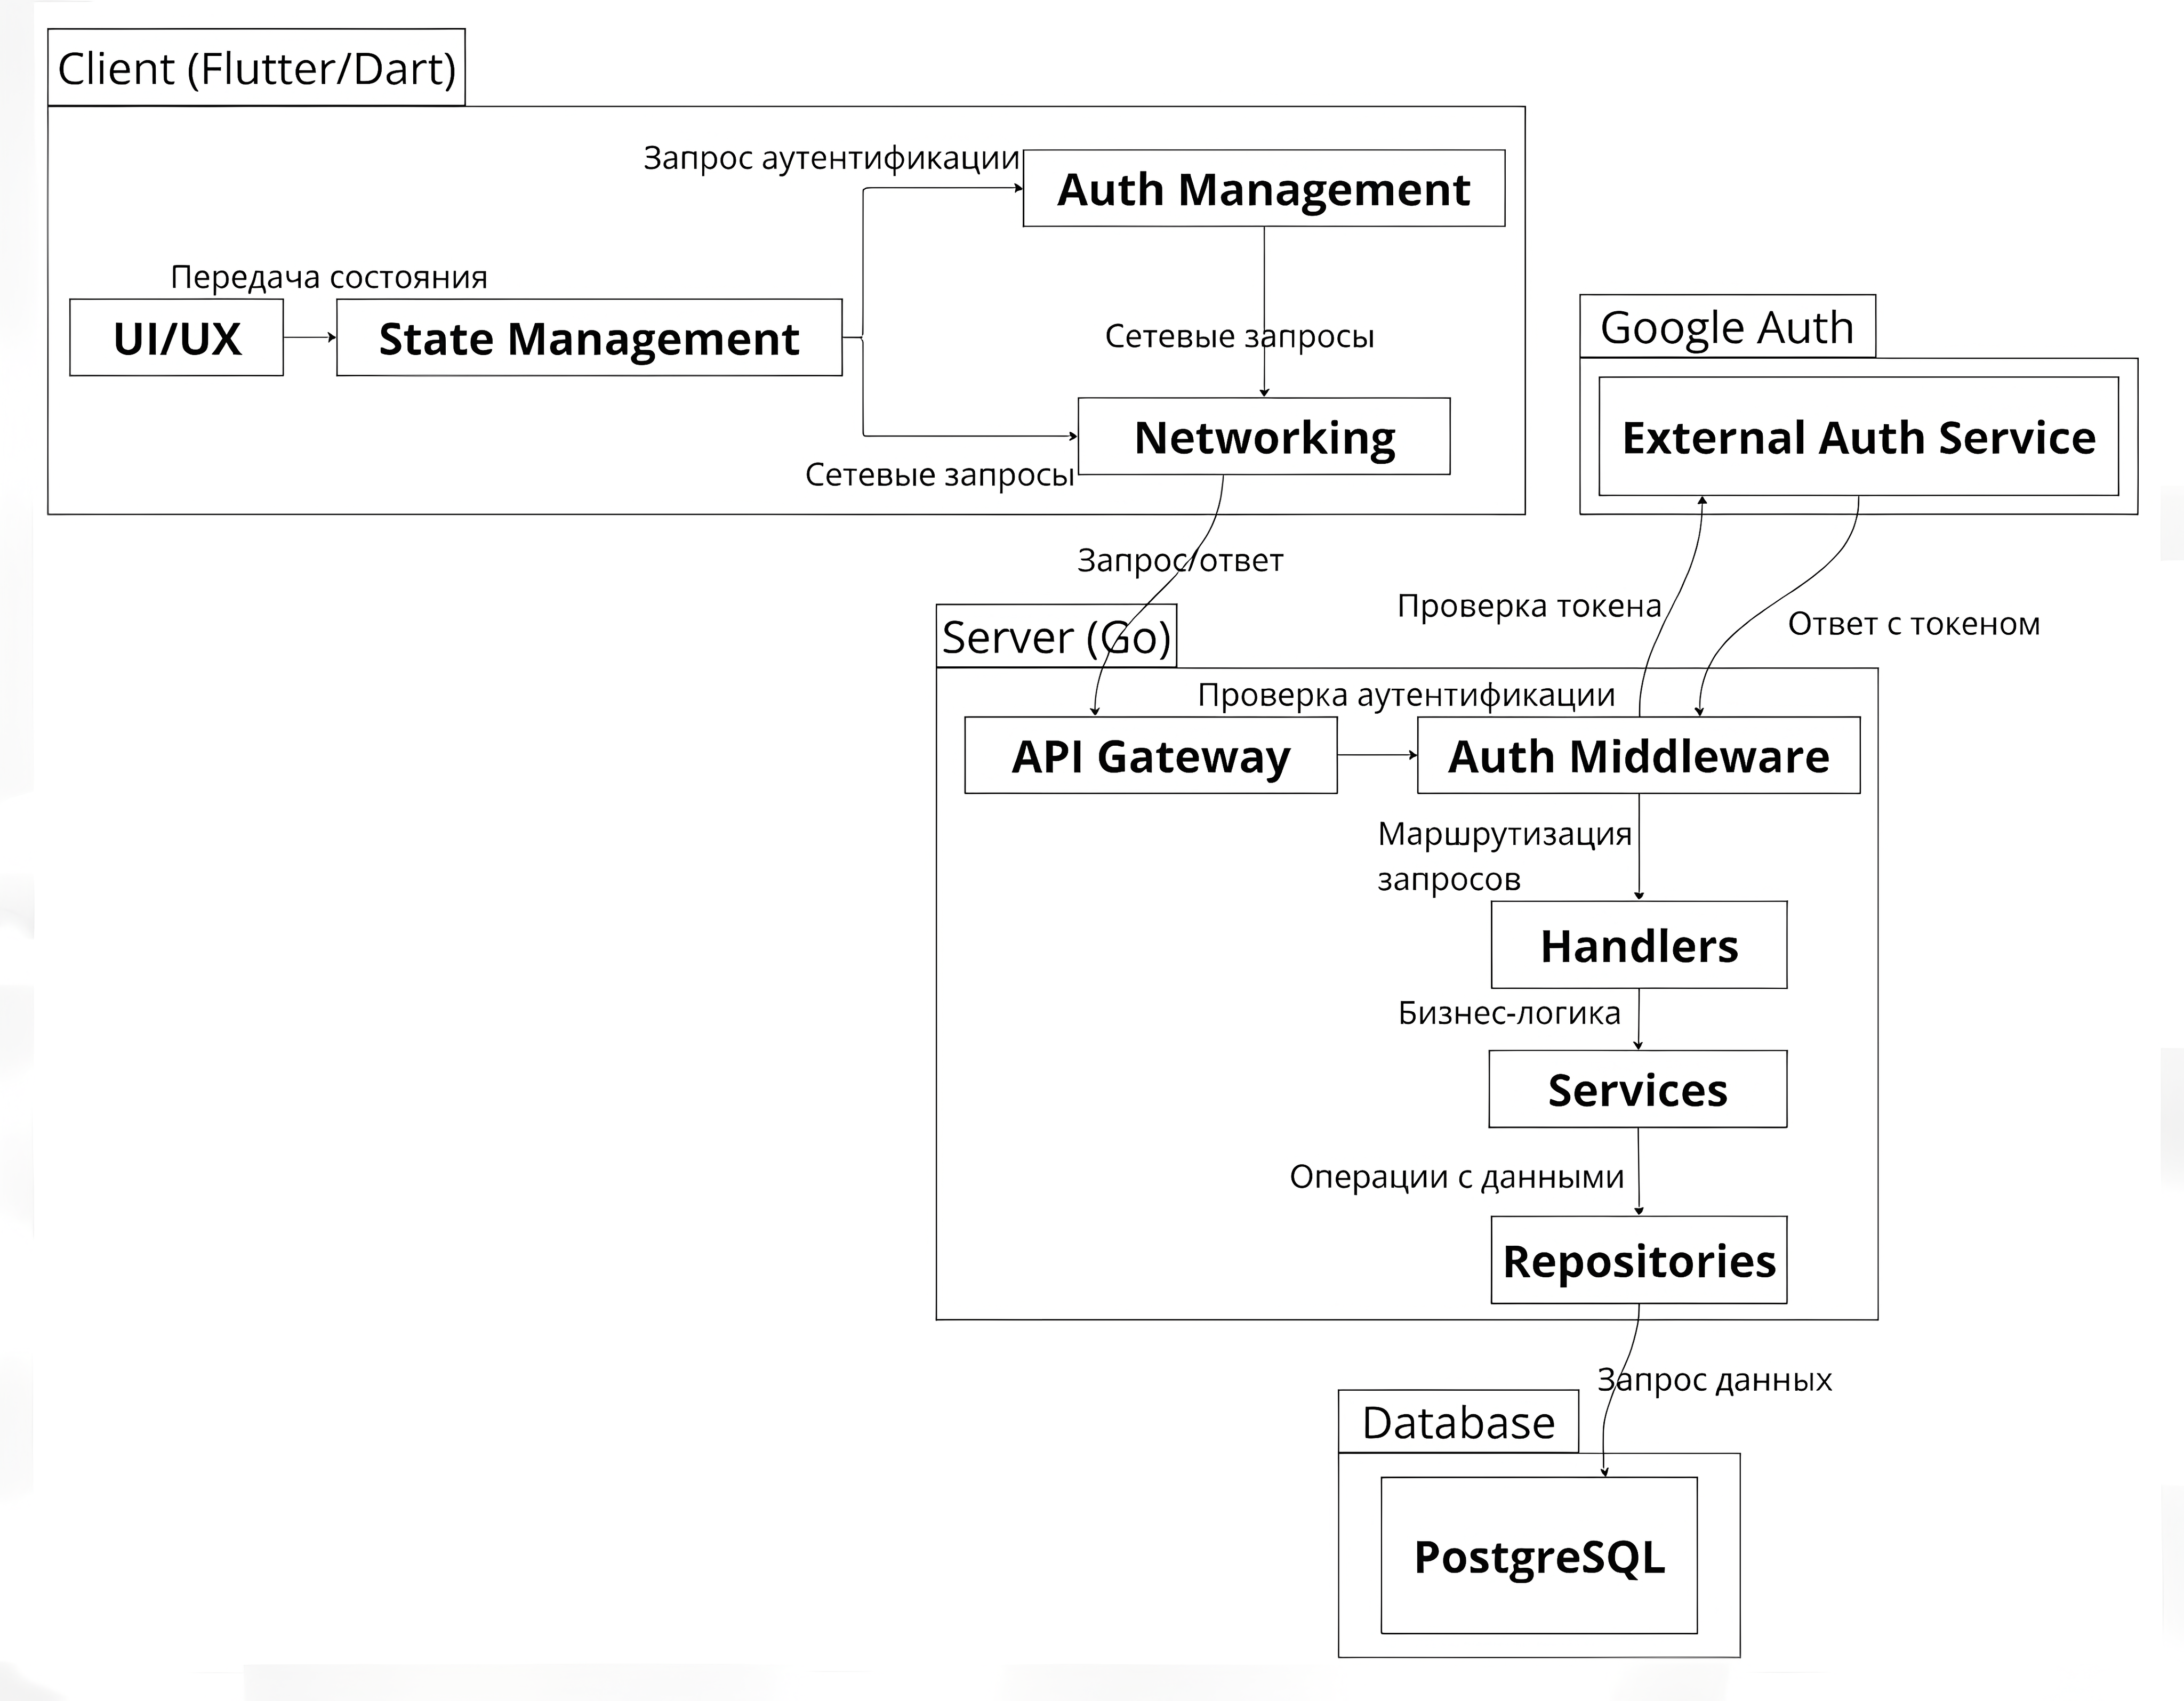 Client (Flutter/Dart)
Запрос аутентификации
Auth Management
Передача состояния
UI/UX
State Management
Сетевые запросы
Networking
Сетевые запросы
Google Auth
External Auth Service
Запрос/ответ
Проверка токена
Ответ с токеном
Server (Go)
Проверка аутентификации
API Gateway
Auth Middleware
Маршрутизация
запросов
Handlers
Бизнес-логика
Services
Операции с данными
Repositories
Запрос данных
Database
PostgreSQL